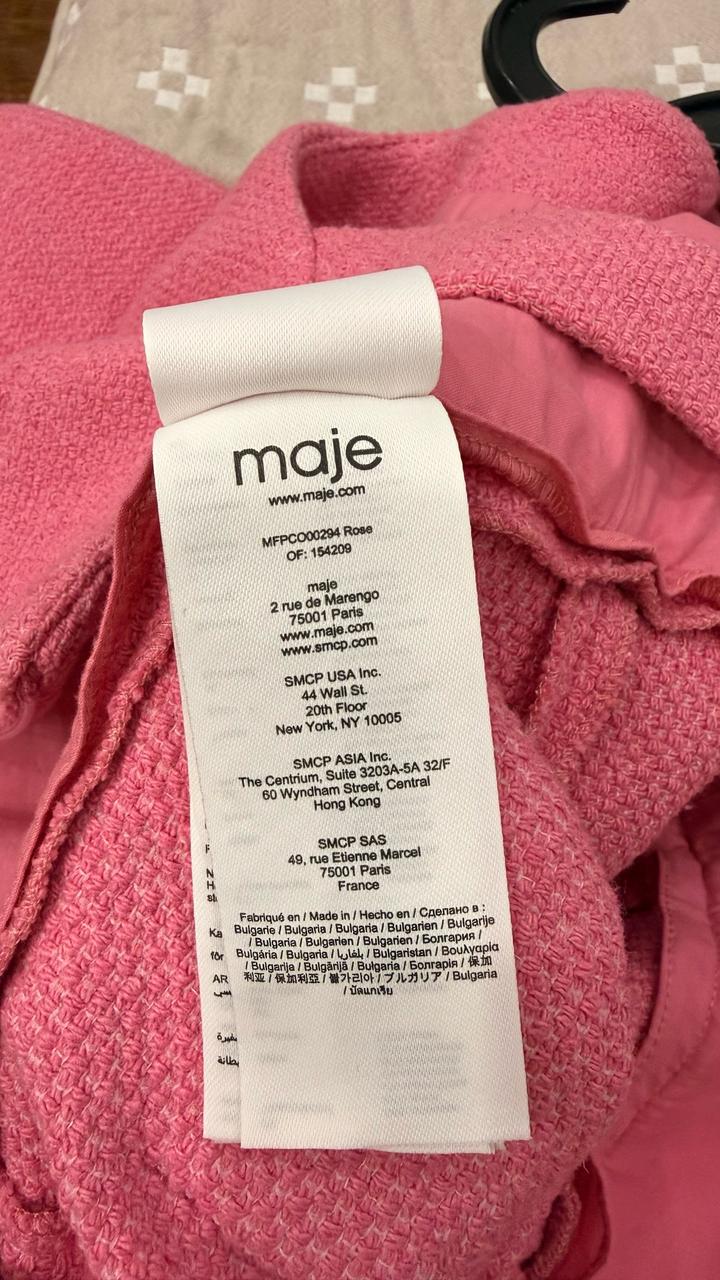 maje
www.maje.com
MFPCO00294 Rose
OF: 154209
maje
2 rue de Marengo
75001 Paris
www.maje.com
www.smcp.com
SMCP USA Inc.
44 Wall St.
20th Floor
New York, NY 10005
SMCP ASIA Inc.
The Centrium, Suite 3203A-5A 32/F
60 Wyndham Street, Central
Hong Kong
SMCP SAS
49, rue Etienne Marcel
75001 Paris
France
Fabriqué en / Made in / Hecho en / Сделано в :
Bulgarie / Bulgaria / Bulgaria / Bulgarien / Bulgarije
/ Bulgaria / Bulgarien / Bulgarien / Болгария /
Bulgária / Bulgaria / بلغاريا / Bulgaristan / Βουλγαρία
/ Bulgarija / Bulgārijā / Bulgaria / Болгарія / 保加
利亚 / 保加利亞 / 불가리아 / ブルガリア / Bulgaria
/ บัลแกเรีย